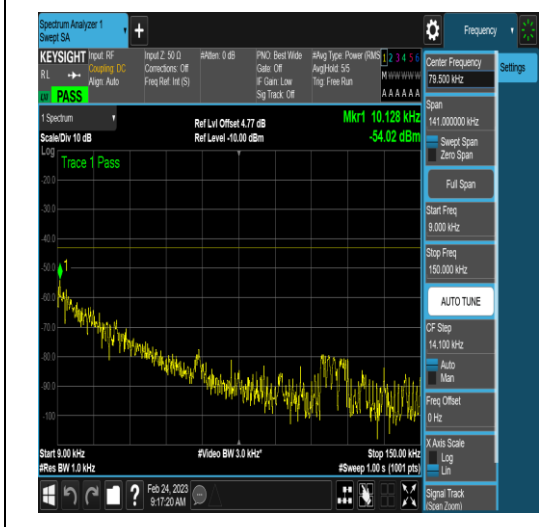 Spectrum Analyzer 1
Swept SA
+
Frequency
KEYSIGHT
Input: RF
Coupling: DC
Align: Auto
Input Z: 50 Ω
Corrections: Off
Freq Ref: Int (S)
#Atten: 0 dB
PNO: Best Wide
Gate: Off
IF Gain: Low
Sig Track: Off
#Avg Type: Power (RMS
Avg|Hold: 5/5
Trig: Free Run
1 2 3 4 5 6
M W W W W W
A A A A A A
RL
PASS
1 Spectrum
Scale/Div 10 dB
Ref Lvl Offset 4.77 dB
Ref Level -10.00 dBm
Mkr1 10.128 kHz
-54.02 dBm
Log
Trace 1 Pass
-20.0
-30.0
-40.0
-50.0
1
-60.0
-70.0
-80.0
-90.0
-100
Start 9.00 kHz
#Res BW 1.0 kHz
#Video BW 3.0 kHz*
Stop 150.00 kHz
#Sweep 1.00 s (1001 pts)
Feb 24, 2023
9:17:20 AM
?
Center Frequency
79.500 kHz
Settings
Span
141.000000 kHz
Swept Span
Zero Span
Full Span
Start Freq
9.000 kHz
Stop Freq
150.000 kHz
AUTO TUNE
CF Step
14.100 kHz
Auto
Man
Freq Offset
0 Hz
X Axis Scale
Log
Lin
Signal Track
(Span Zoom)